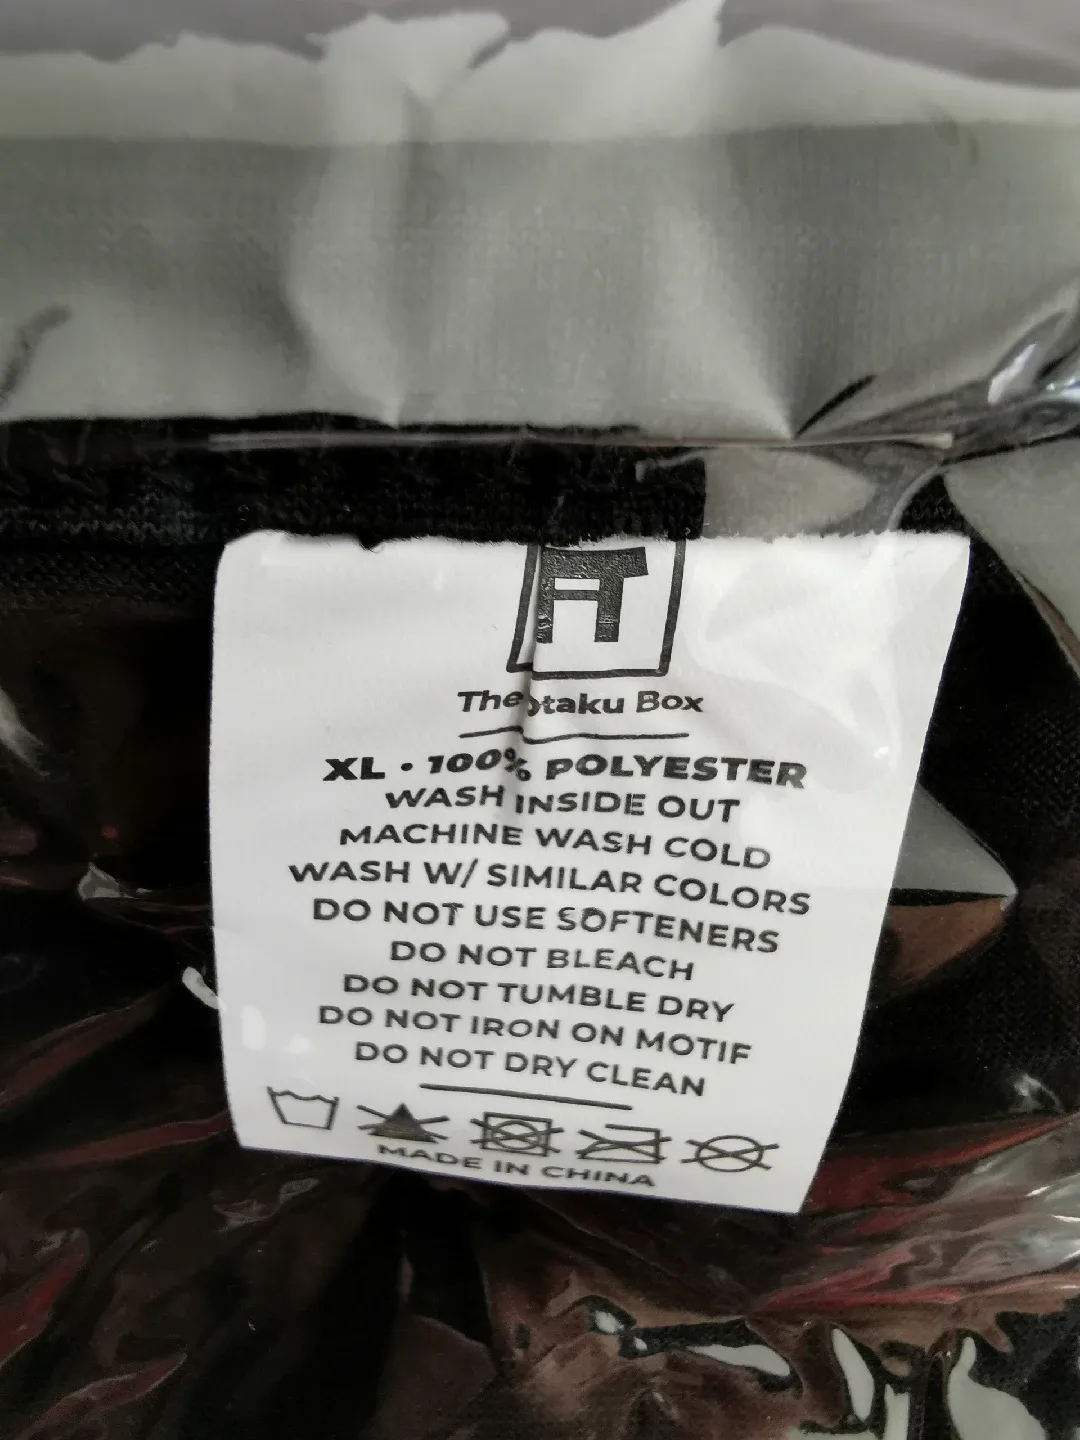 The Otaku Box
XL • 100% POLYESTER
WASH INSIDE OUT
MACHINE WASH COLD
WASH W/ SIMILAR COLORS
DO NOT USE SOFTENERS
DO NOT BLEACH
DO NOT TUMBLE DRY
DO NOT IRON ON MOTIF
DO NOT DRY CLEAN
MADE IN CHINA